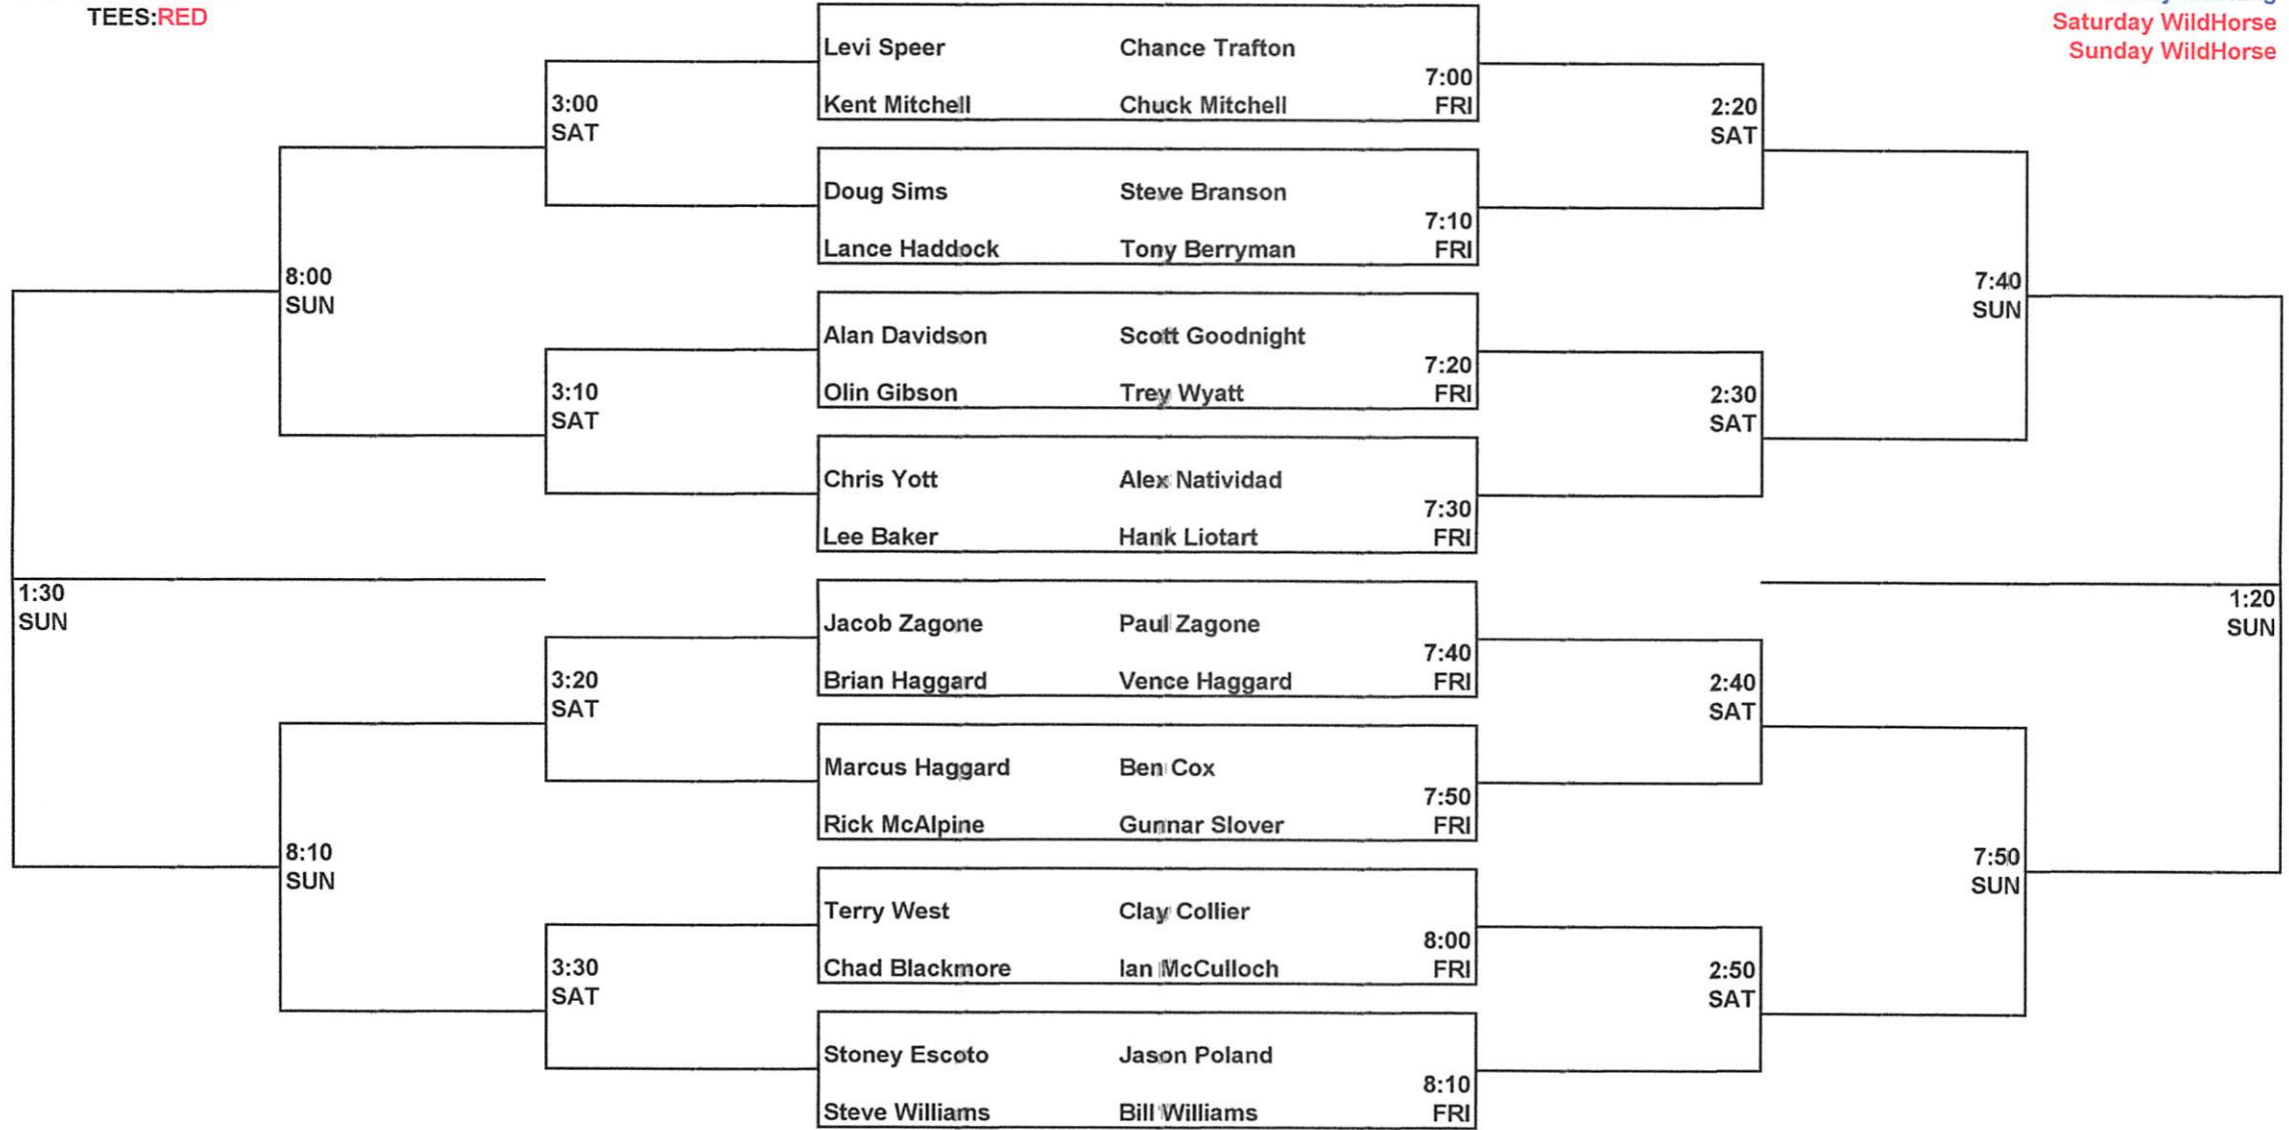 TEES:RED
Saturday WildHorse
Sunday WildHorse
Levi Speer Chance Trafton
7:00
Kent Mitchell Chuck Mitchell FRI
3:00
SAT
2:20
SAT
Doug Sims Steve Branson
7:10
Lance Haddock Tony Berryman FRI
8:00
SUN
7:40
SUN
Alan Davidson Scott Goodnight
7:20
Olin Gibson Trey Wyatt FRI
3:10
SAT
2:30
SAT
Chris Yott Alex Natividad
7:30
Lee Baker Hank Liotart FRI
1:30
SUN
1:20
SUN
Jacob Zagone Paul Zagone
7:40
Brian Haggard Vence Haggard FRI
3:20
SAT
2:40
SAT
Marcus Haggard Ben Cox
7:50
Rick McAlpine Gunnar Slover FRI
8:10
SUN
7:50
SUN
Terry West Clay Collier
8:00
Chad Blackmore Ian McCulloch FRI
3:30
SAT
2:50
SAT
Stoney Escoto Jason Poland
8:10
Steve Williams Bill Williams FRI